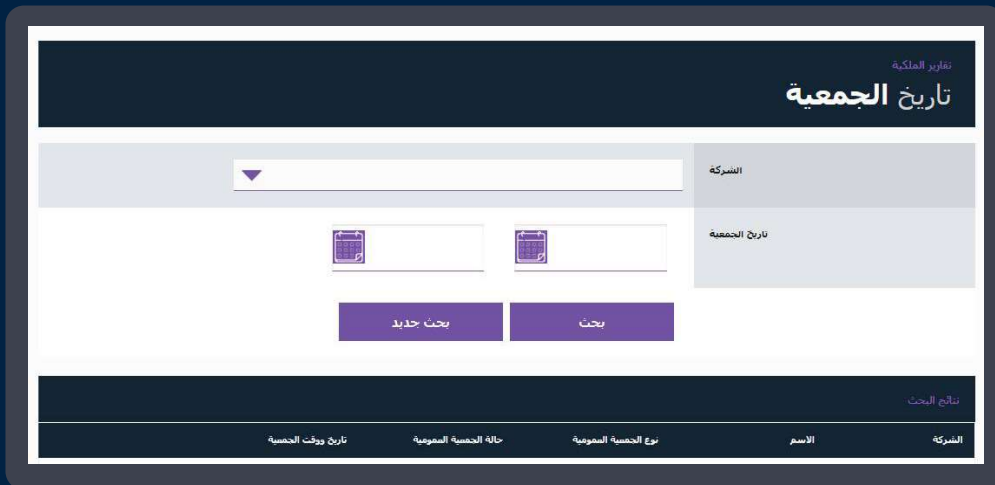 تقارير الملكية
تاريخ الجمعية
الشركة
تاريخ الجمعية
بحث بحث جديد
نتائج البحث
الشركة الاسم نوع الجمعية العمومية حالة الجمعية العمومية تاريخ ووقت الجمعية